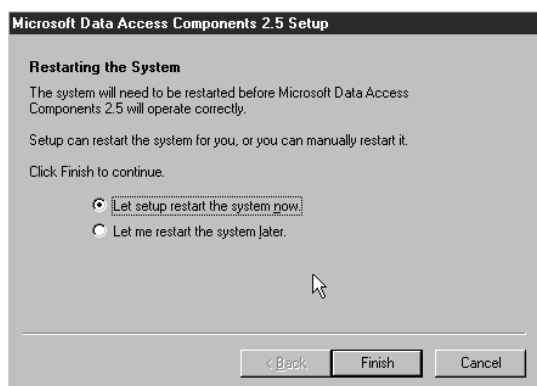 Microsoft Data Access Components 2.5 Setup
Restarting the System
The system will need to be restarted before Microsoft Data Access
Components 2.5 will operate correctly.
Setup can restart the system for you, or you can manually restart it.
Click Finish to continue.
Let setup restart the system now.
Let me restart the system later.
< Back
Finish
Cancel